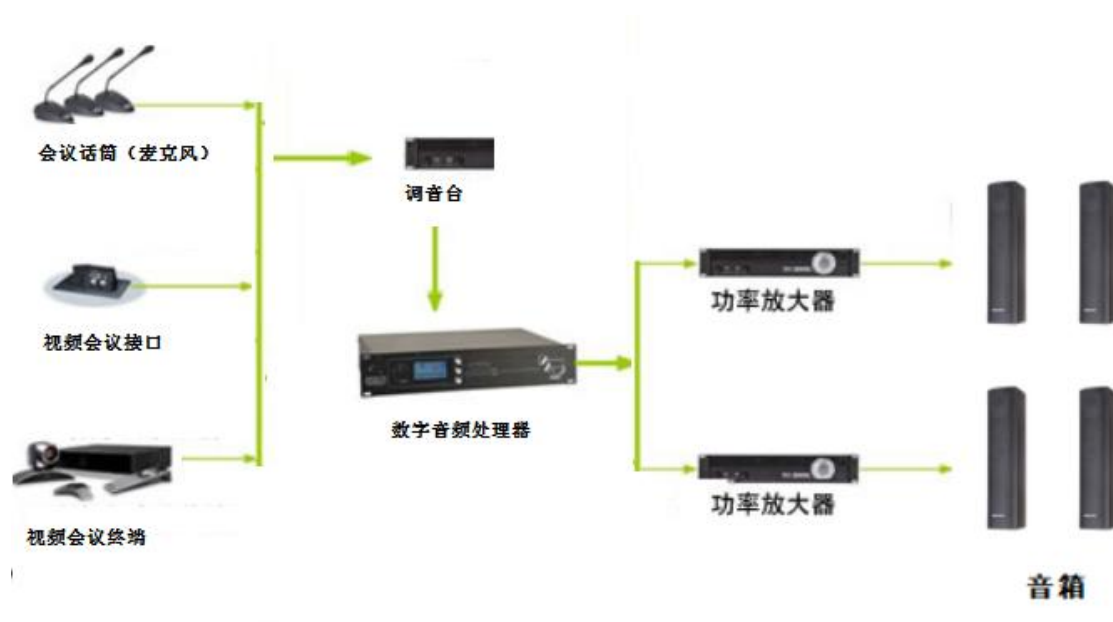 会议话筒（麦克风）
调音台
功率放大器
视频会议接口
数字音频处理器
功率放大器
视频会议终端
音箱